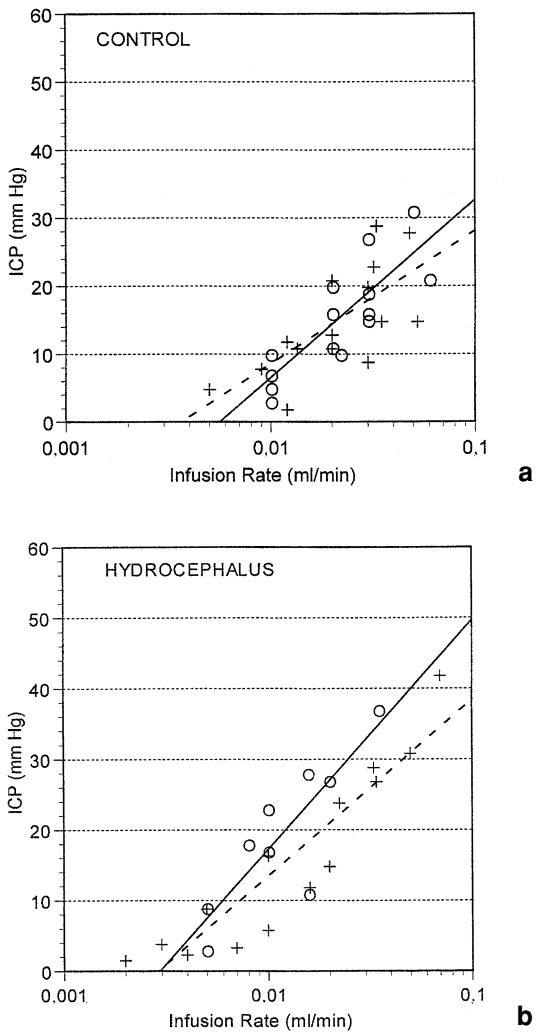 60
CONTROL
50
40
30
20
10
0
ICP (mm Hg)
0,001 0,01 0,1
Infusion Rate (ml/min)
a
60
HYDROCEPHALUS
50
40
30
20
10
0
ICP (mm Hg)
0,001 0,01 0,1
Infusion Rate (ml/min)
b